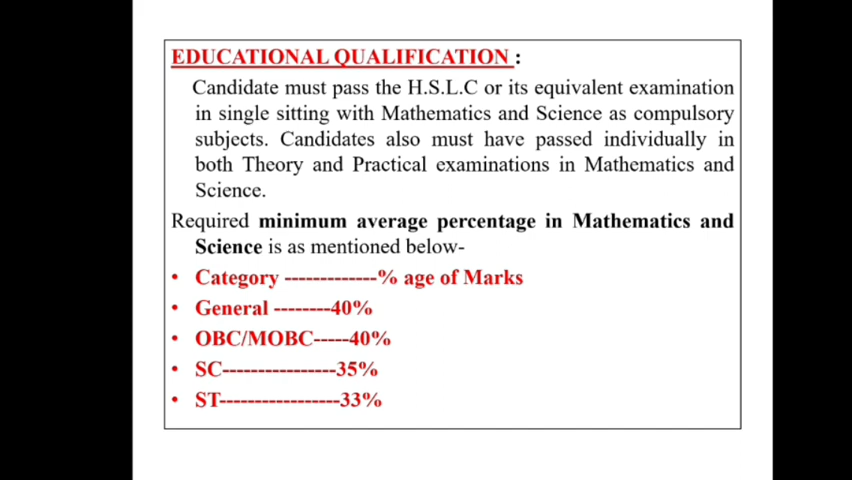 EDUCATIONAL QUALIFICATION :
Candidate must pass the H.S.L.C or its equivalent examination
in single sitting with Mathematics and Science as compulsory
subjects. Candidates also must have passed individually in
both Theory and Practical examinations in Mathematics and
Science.
Required minimum average percentage in Mathematics and
Science is as mentioned below-
• Category -------------% age of Marks
• General --------40%
• OBC/MOBC-----40%
• SC----------------35%
• ST-----------------33%